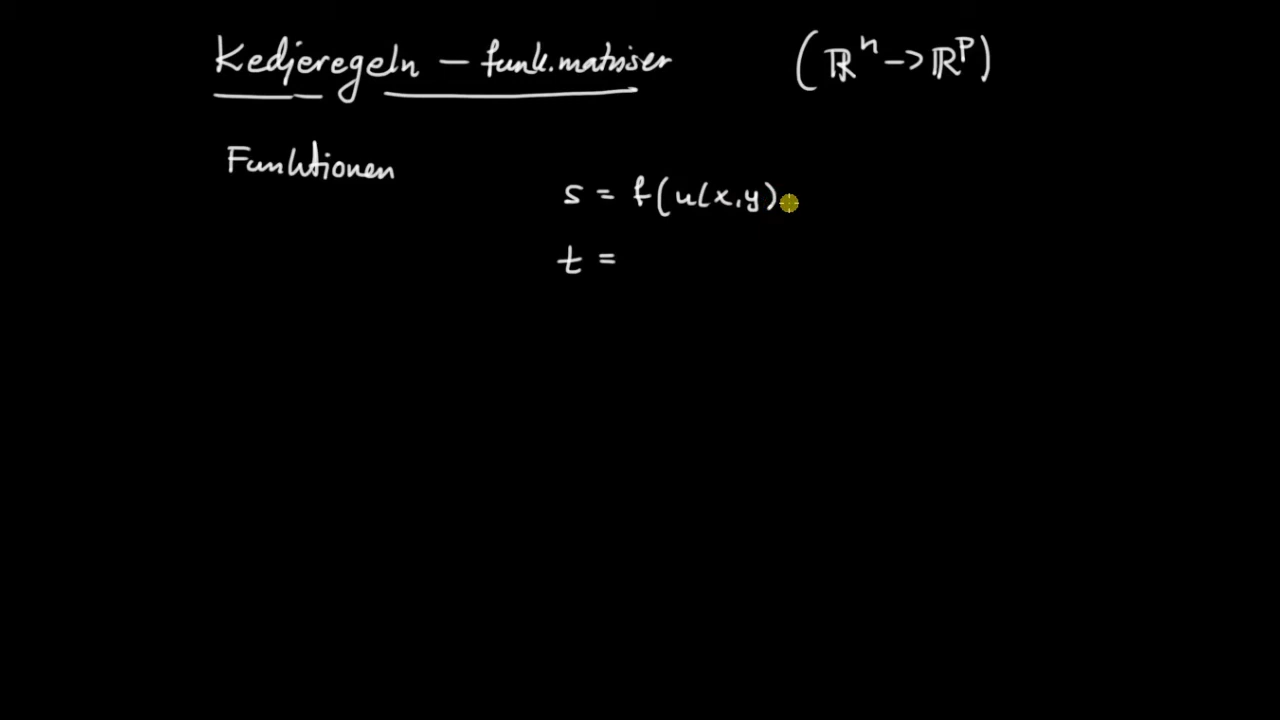 Kedjeregeln – funk.matriser (ℝⁿ → ℝᵖ)
Funktionen
s = f(u(x,y)
t =